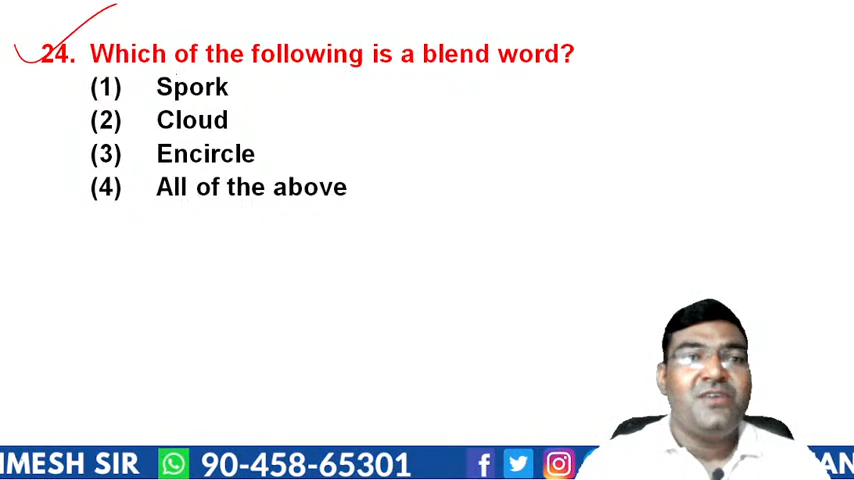 24. Which of the following is a blend word?
(1) Spork
(2) Cloud
(3) Encircle
(4) All of the above
IMESH SIR 90-458-65301